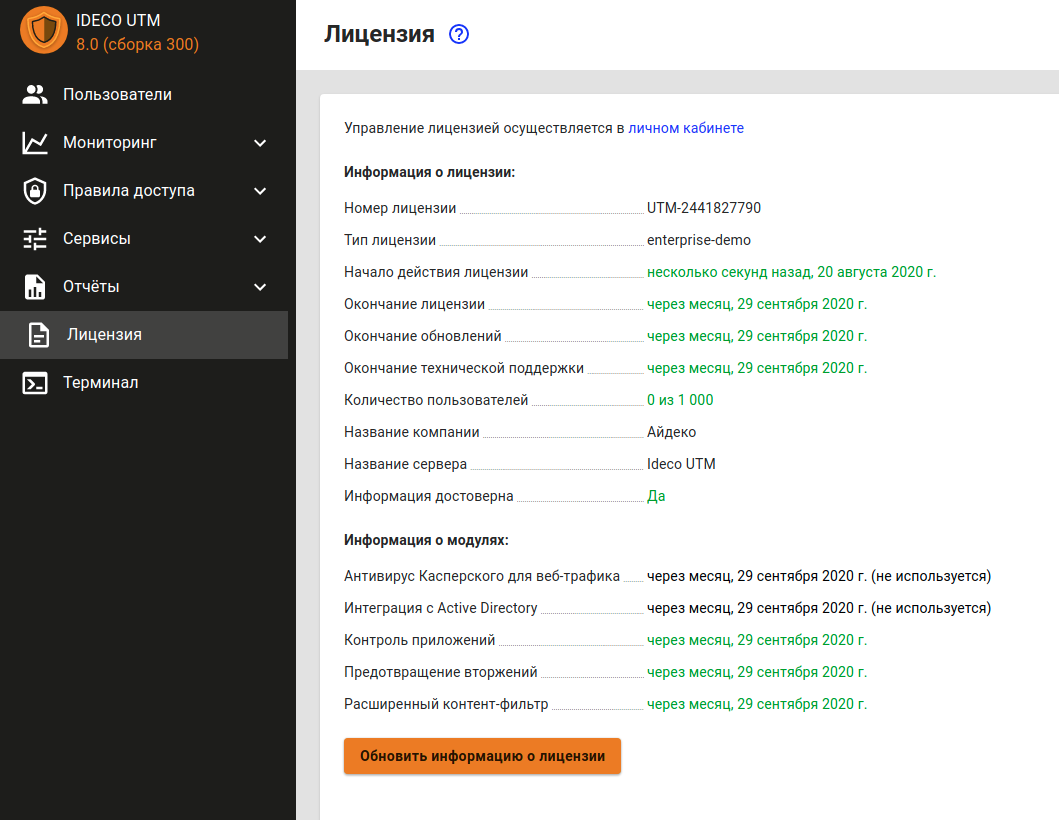 IDECO UTM
8.0 (сборка 300)
Пользователи
Мониторинг
Правила доступа
Сервисы
Отчёты
Лицензия
Терминал
Лицензия
Управление лицензией осуществляется в личном кабинете
Информация о лицензии:
Номер лицензии UTM-2441827790
Тип лицензии enterprise-demo
Начало действия лицензии несколько секунд назад, 20 августа 2020 г.
Окончание лицензии через месяц, 29 сентября 2020 г.
Окончание обновлений через месяц, 29 сентября 2020 г.
Окончание технической поддержки через месяц, 29 сентября 2020 г.
Количество пользователей 0 из 1 000
Название компании Айдеко
Название сервера Ideco UTM
Информация достоверна Да
Информация о модулях:
Антивирус Касперского для веб-трафика через месяц, 29 сентября 2020 г. (не используется)
Интеграция с Active Directory через месяц, 29 сентября 2020 г. (не используется)
Контроль приложений через месяц, 29 сентября 2020 г.
Предотвращение вторжений через месяц, 29 сентября 2020 г.
Расширенный контент-фильтр через месяц, 29 сентября 2020 г.
Обновить информацию о лицензии